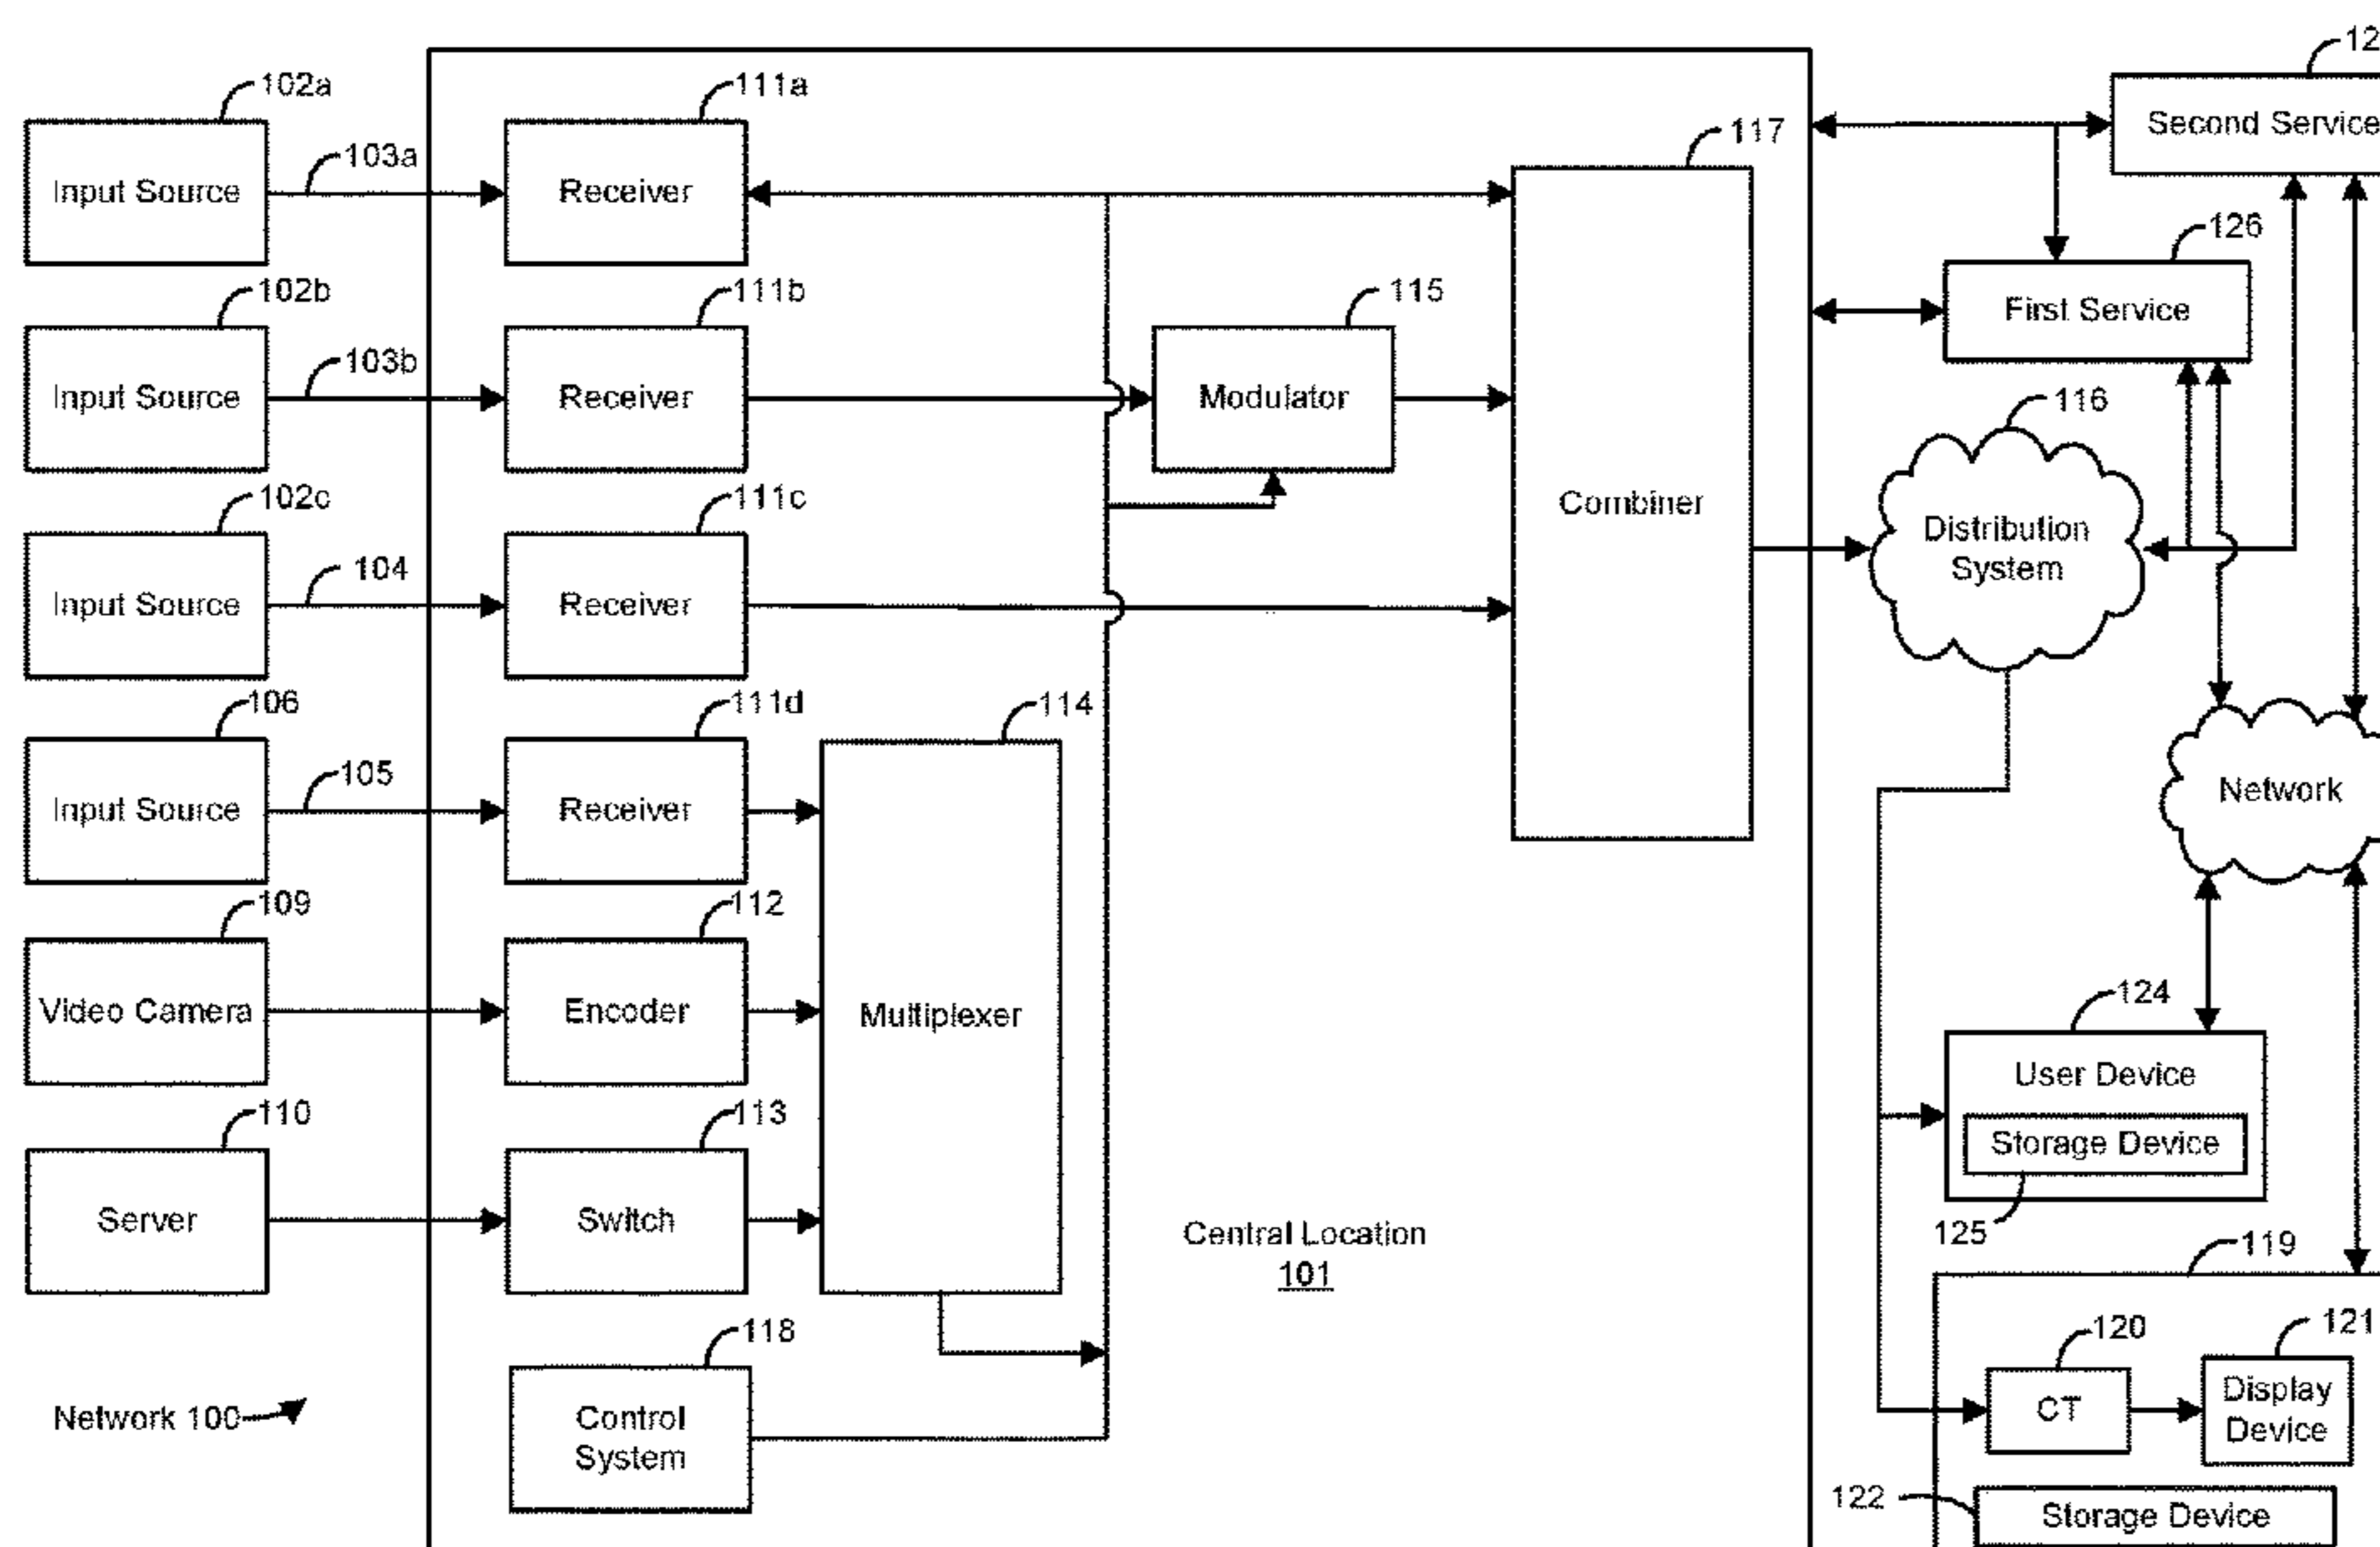 12
102a
111a
117
Second Service
103a
Input Source
Receiver
126
102b
111b
115
First Service
103b
116
Input Source
Receiver
Modulator
102c
111c
Combiner
Distribution
System
104
Input Source
Receiver
106
111d
114
105
Network
Input Source
Receiver
109
112
124
Video Camera
Encoder
Multiplexer
User Device
110
113
Storage Device
Server
Switch
Central Location
101
125
119
118
120
121
Network 100
Control
System
CT
Display
Device
122
Storage Device